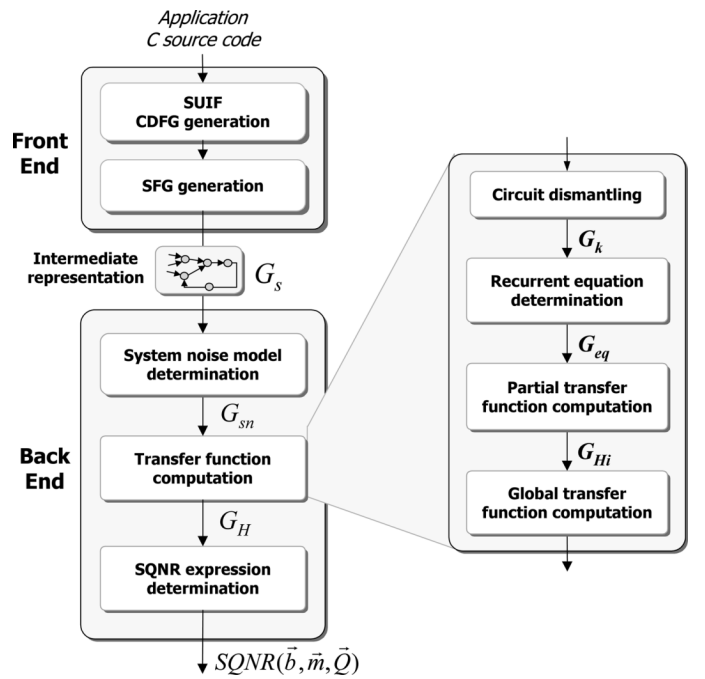 Application
C source code
SUIF
CDFG generation
Front
End
SFG generation
Intermediate
representation
G_s
System noise model
determination
G_sn
Back
End
Transfer function
computation
G_H
SQNR expression
determination
SQNR(b⃗, m⃗, Q⃗)
Circuit dismantling
G_k
Recurrent equation
determination
G_eq
Partial transfer
function computation
G_Hi
Global transfer
function computation